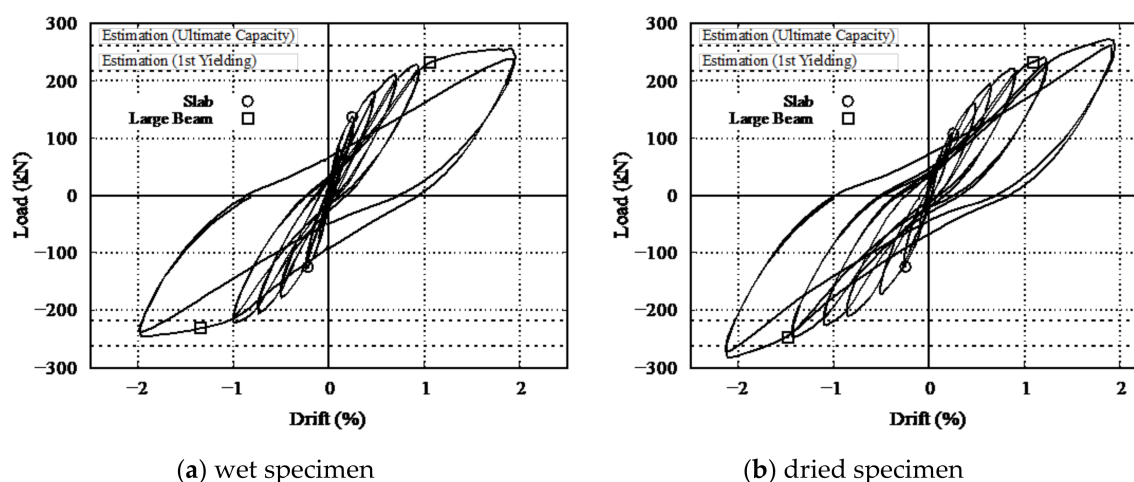 300
Estimation (Ultimate Capacity)
Estimation (1st Yielding)
200
Slab
Large Beam
100
0
−100
−200
−300
−2
−1
0
1
2
Load (kN)
Drift (%)
(a) wet specimen
300
Estimation (Ultimate Capacity)
Estimation (1st Yielding)
200
Slab
Large Beam
100
0
−100
−200
−300
−2
−1
0
1
2
Load (kN)
Drift (%)
(b) dried specimen